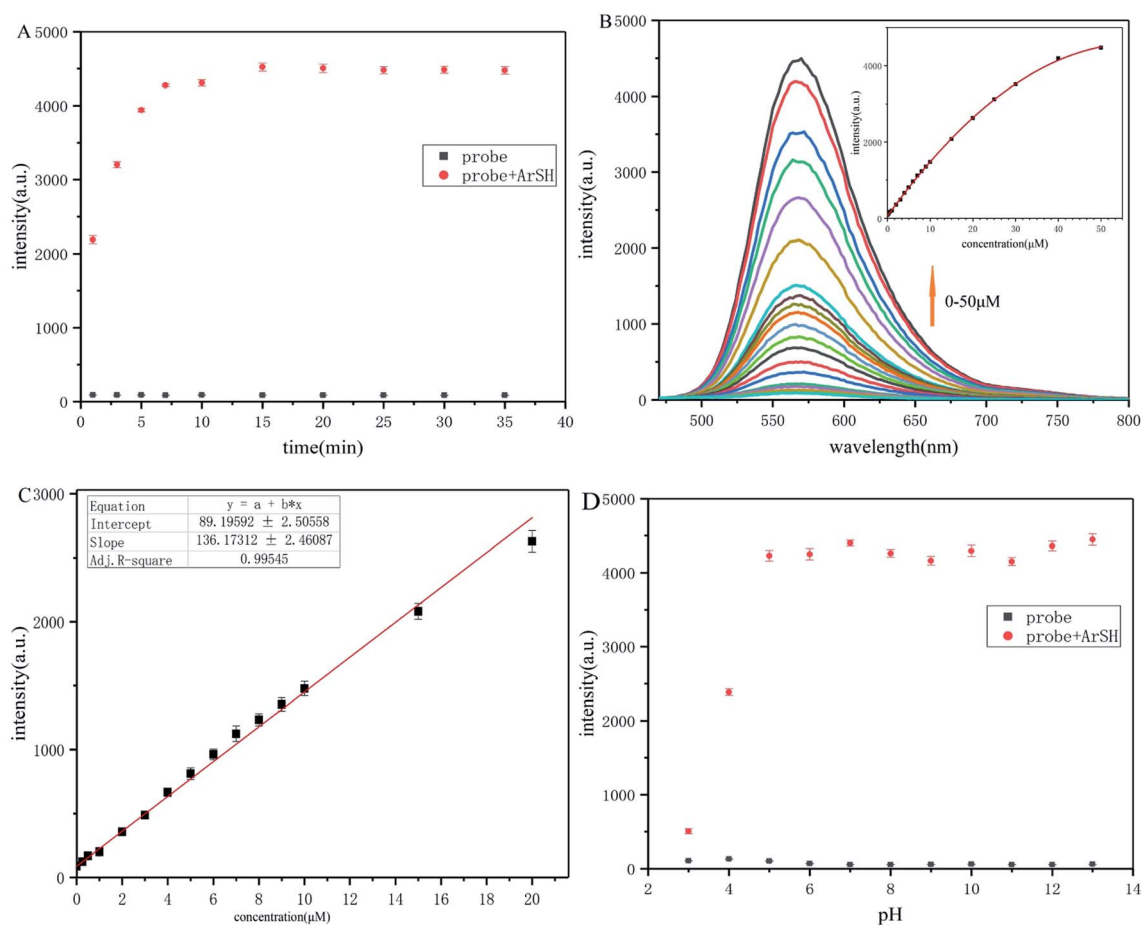 A
5000
4000
3000
2000
1000
0
intensity(a.u.)
probe
probe+ArSH
0 5 10 15 20 25 30 35 40
time(min)
B
5000
4000
3000
2000
1000
0
intensity(a.u.)
4000
2000
0
intensity(a.u.)
0 10 20 30 40 50
concentration(μM)
0-50μM
500 550 600 650 700 750 800
wavelength(nm)
C
3000
2000
1000
0
intensity(a.u.)
Equation y = a + b*x
Intercept 89.19592 ± 2.50558
Slope 136.17312 ± 2.46087
Adj.R-square 0.99545
0 2 4 6 8 10 12 14 16 18 20
concentration(μM)
D
5000
4000
3000
2000
1000
0
intensity(a.u.)
probe
probe+ArSH
2 4 6 8 10 12 14
pH